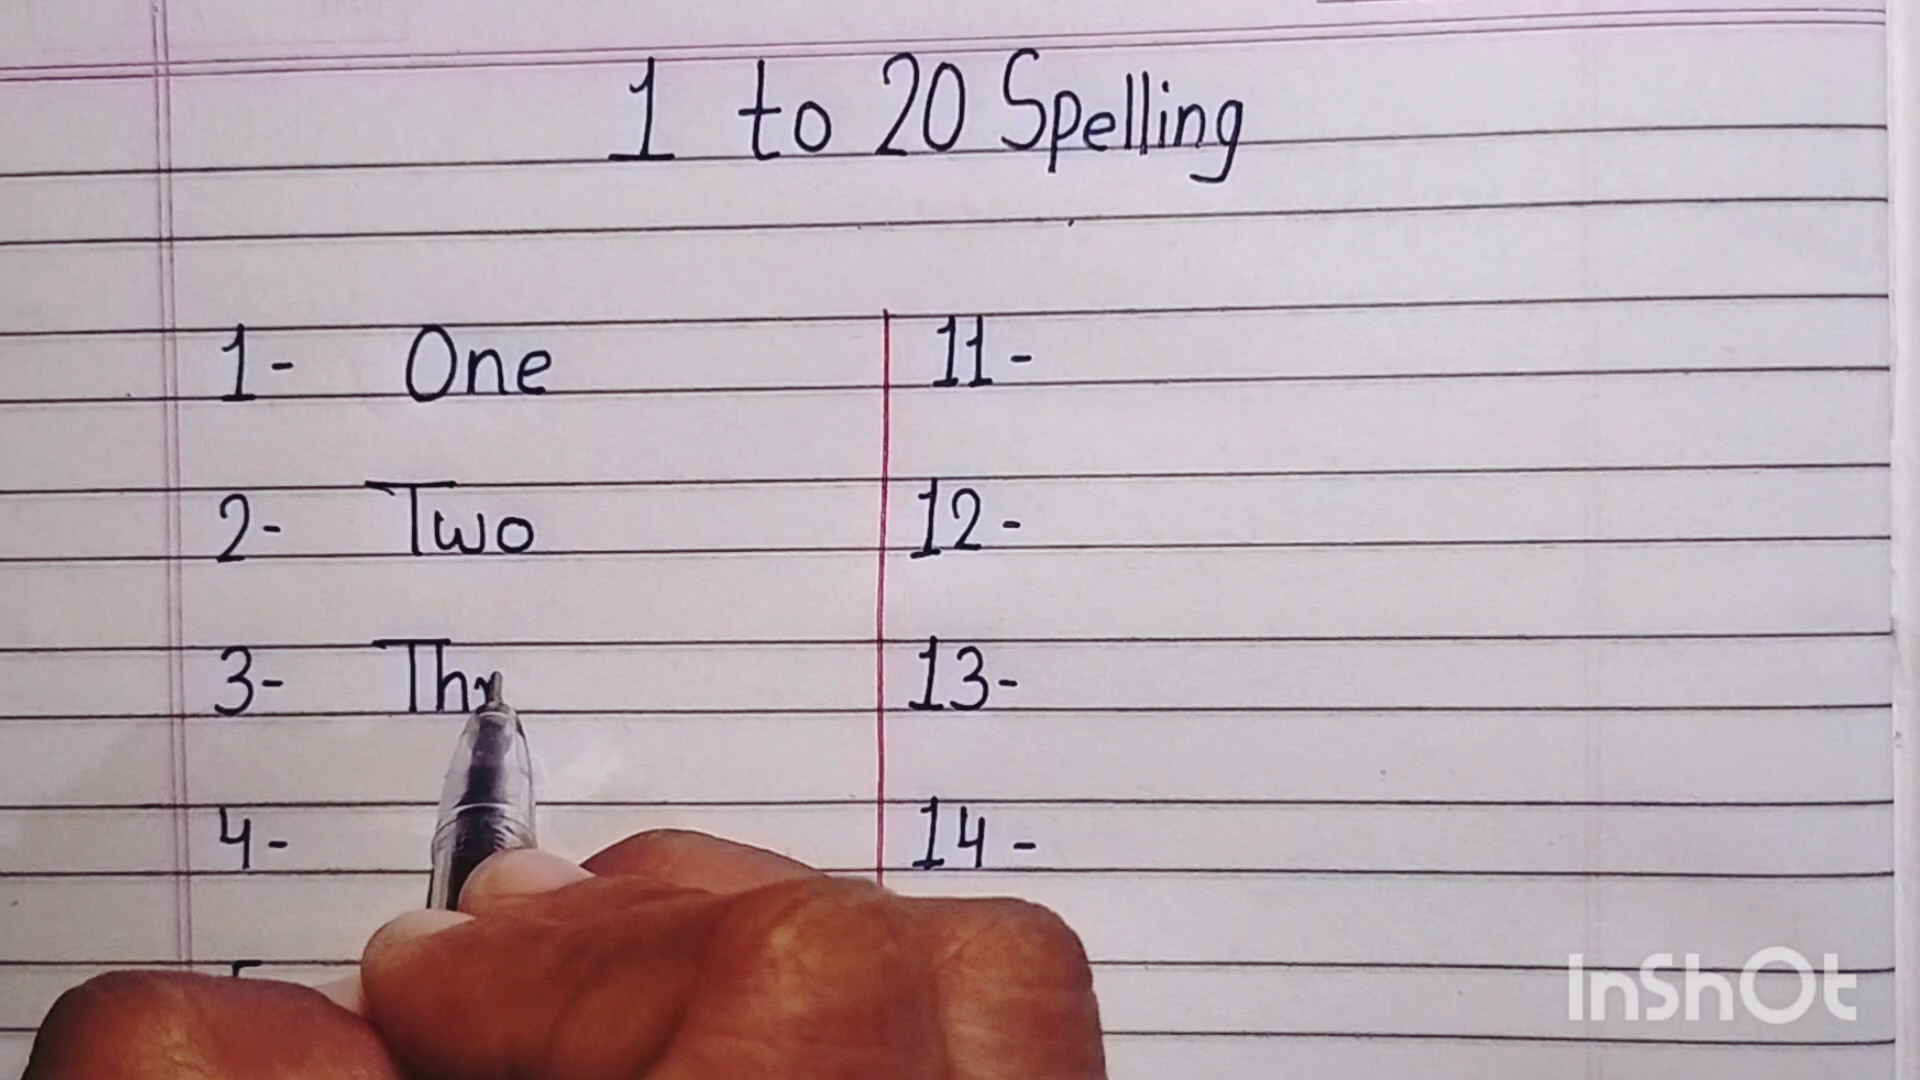 1 to 20 Spelling
1- One
2- Two
3- Thr
4-
11-
12-
13-
14-
InShOt